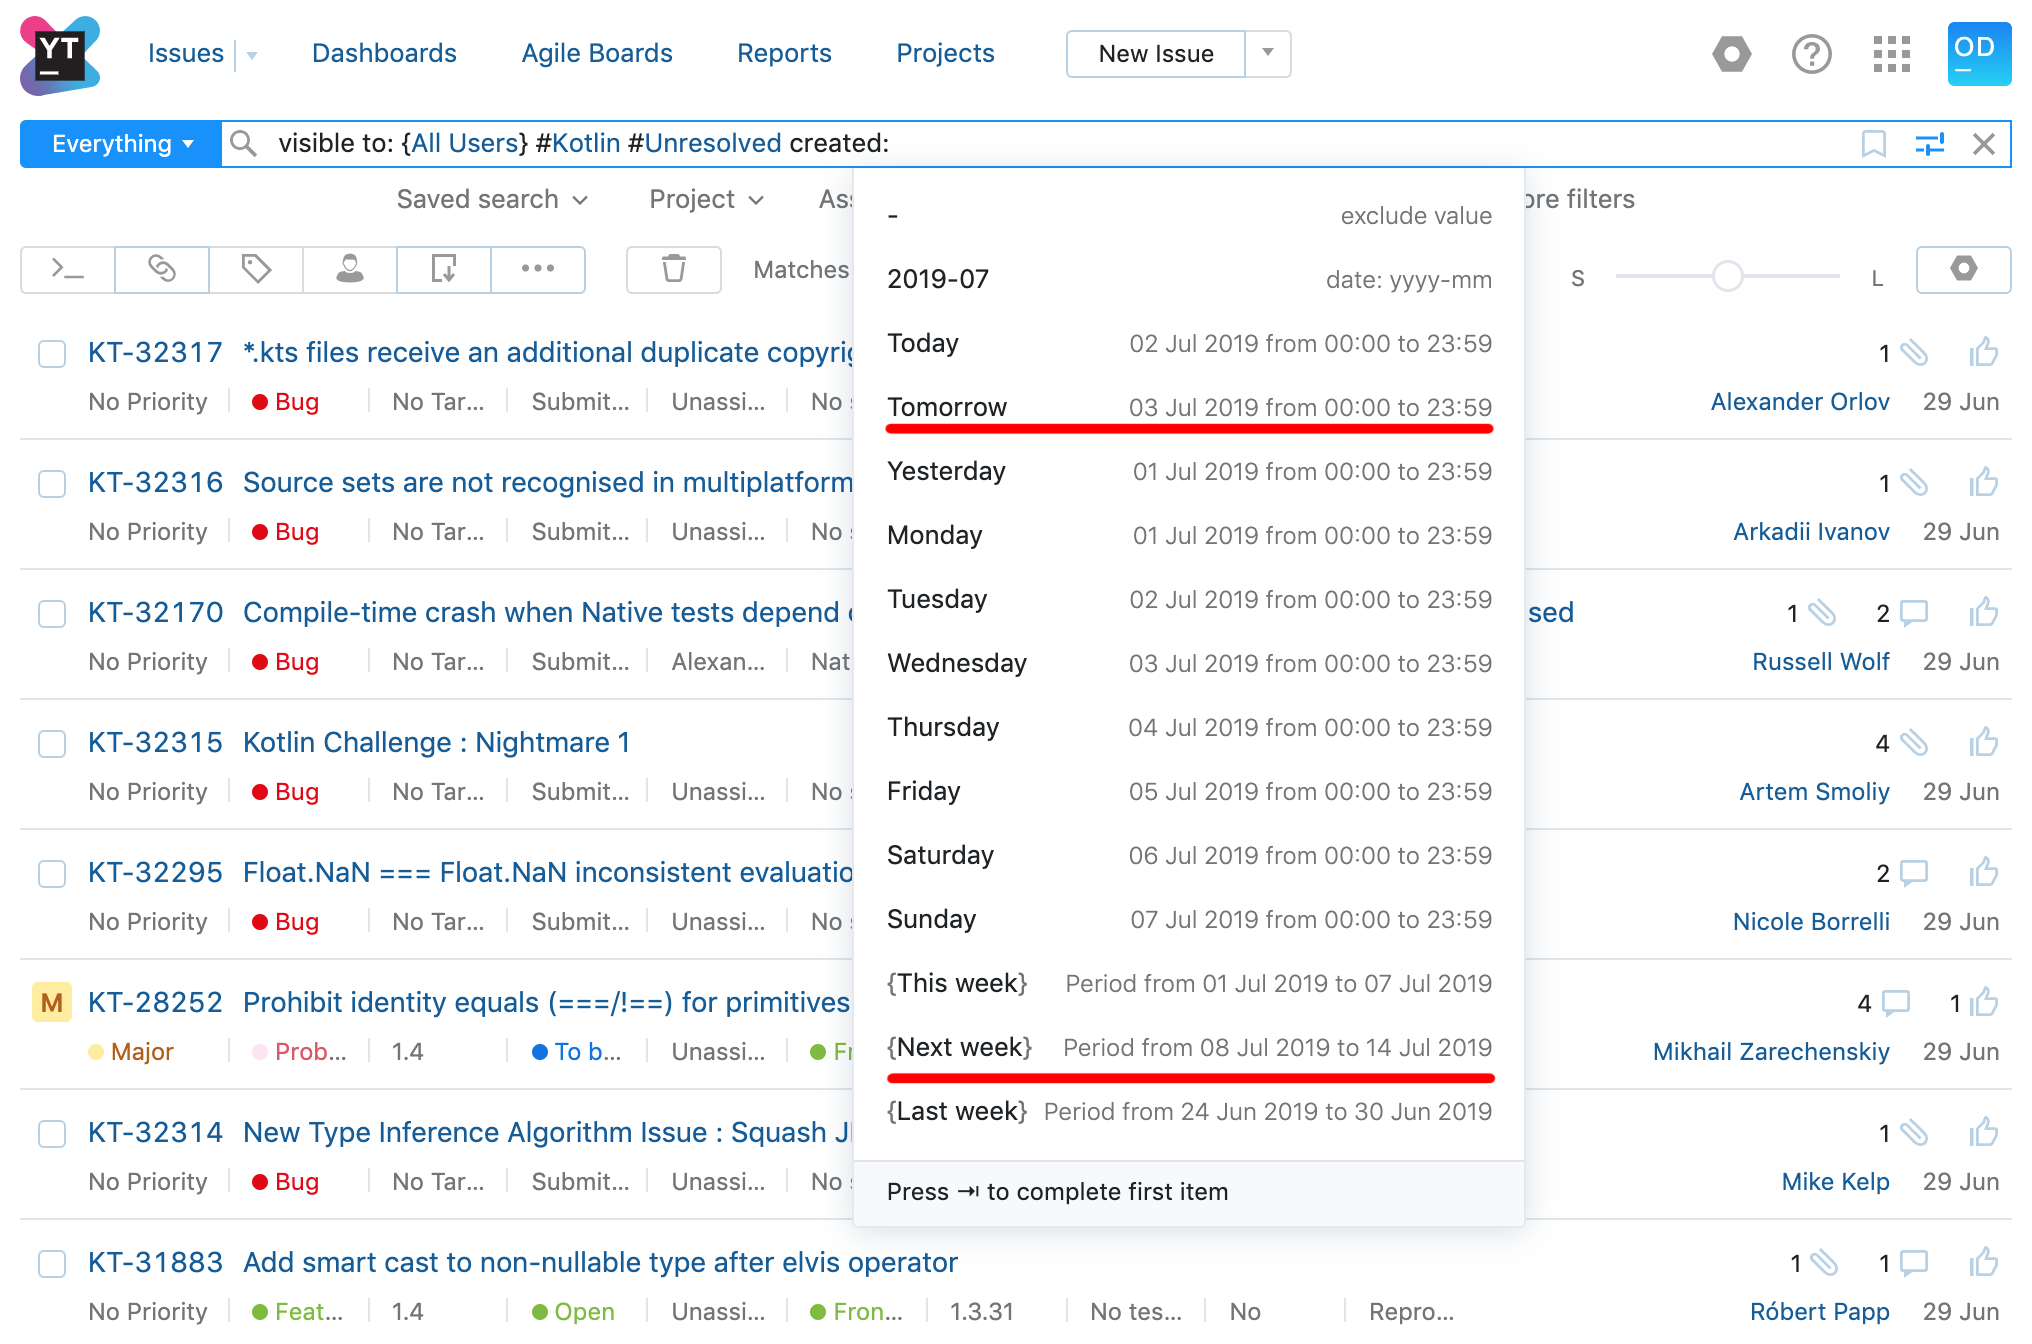 YT
Issues Dashboards Agile Boards Reports Projects New Issue OD
Everything visible to: {All Users} #Kotlin #Unresolved created:
Saved search Project Ass ore filters
Matches S L
- exclude value
2019-07 date: yyyy-mm
Today 02 Jul 2019 from 00:00 to 23:59
Tomorrow 03 Jul 2019 from 00:00 to 23:59
Yesterday 01 Jul 2019 from 00:00 to 23:59
Monday 01 Jul 2019 from 00:00 to 23:59
Tuesday 02 Jul 2019 from 00:00 to 23:59
Wednesday 03 Jul 2019 from 00:00 to 23:59
Thursday 04 Jul 2019 from 00:00 to 23:59
Friday 05 Jul 2019 from 00:00 to 23:59
Saturday 06 Jul 2019 from 00:00 to 23:59
Sunday 07 Jul 2019 from 00:00 to 23:59
{This week} Period from 01 Jul 2019 to 07 Jul 2019
{Next week} Period from 08 Jul 2019 to 14 Jul 2019
{Last week} Period from 24 Jun 2019 to 30 Jun 2019
Press ⇥ to complete first item
KT-32317 *.kts files receive an additional duplicate copyrig 1
No Priority Bug No Tar... Submit... Unassi... No Alexander Orlov 29 Jun
KT-32316 Source sets are not recognised in multiplatform 1
No Priority Bug No Tar... Submit... Unassi... No Arkadii Ivanov 29 Jun
KT-32170 Compile-time crash when Native tests depend sed 1 2
No Priority Bug No Tar... Submit... Alexan... Nat Russell Wolf 29 Jun
KT-32315 Kotlin Challenge : Nightmare 1 4
No Priority Bug No Tar... Submit... Unassi... No Artem Smoliy 29 Jun
KT-32295 Float.NaN === Float.NaN inconsistent evaluatio 2
No Priority Bug No Tar... Submit... Unassi... No Nicole Borrelli 29 Jun
M KT-28252 Prohibit identity equals (===/!==) for primitives 4 1
Major Prob... 1.4 To b... Unassi... Fr Mikhail Zarechenskiy 29 Jun
KT-32314 New Type Inference Algorithm Issue : Squash 1
No Priority Bug No Tar... Submit... Unassi... No Mike Kelp 29 Jun
KT-31883 Add smart cast to non-nullable type after elvis operator 1 1
No Priority Feat... 1.4 Open Unassi... Fron... 1.3.31 No tes... No Repro... Róbert Papp 29 Jun